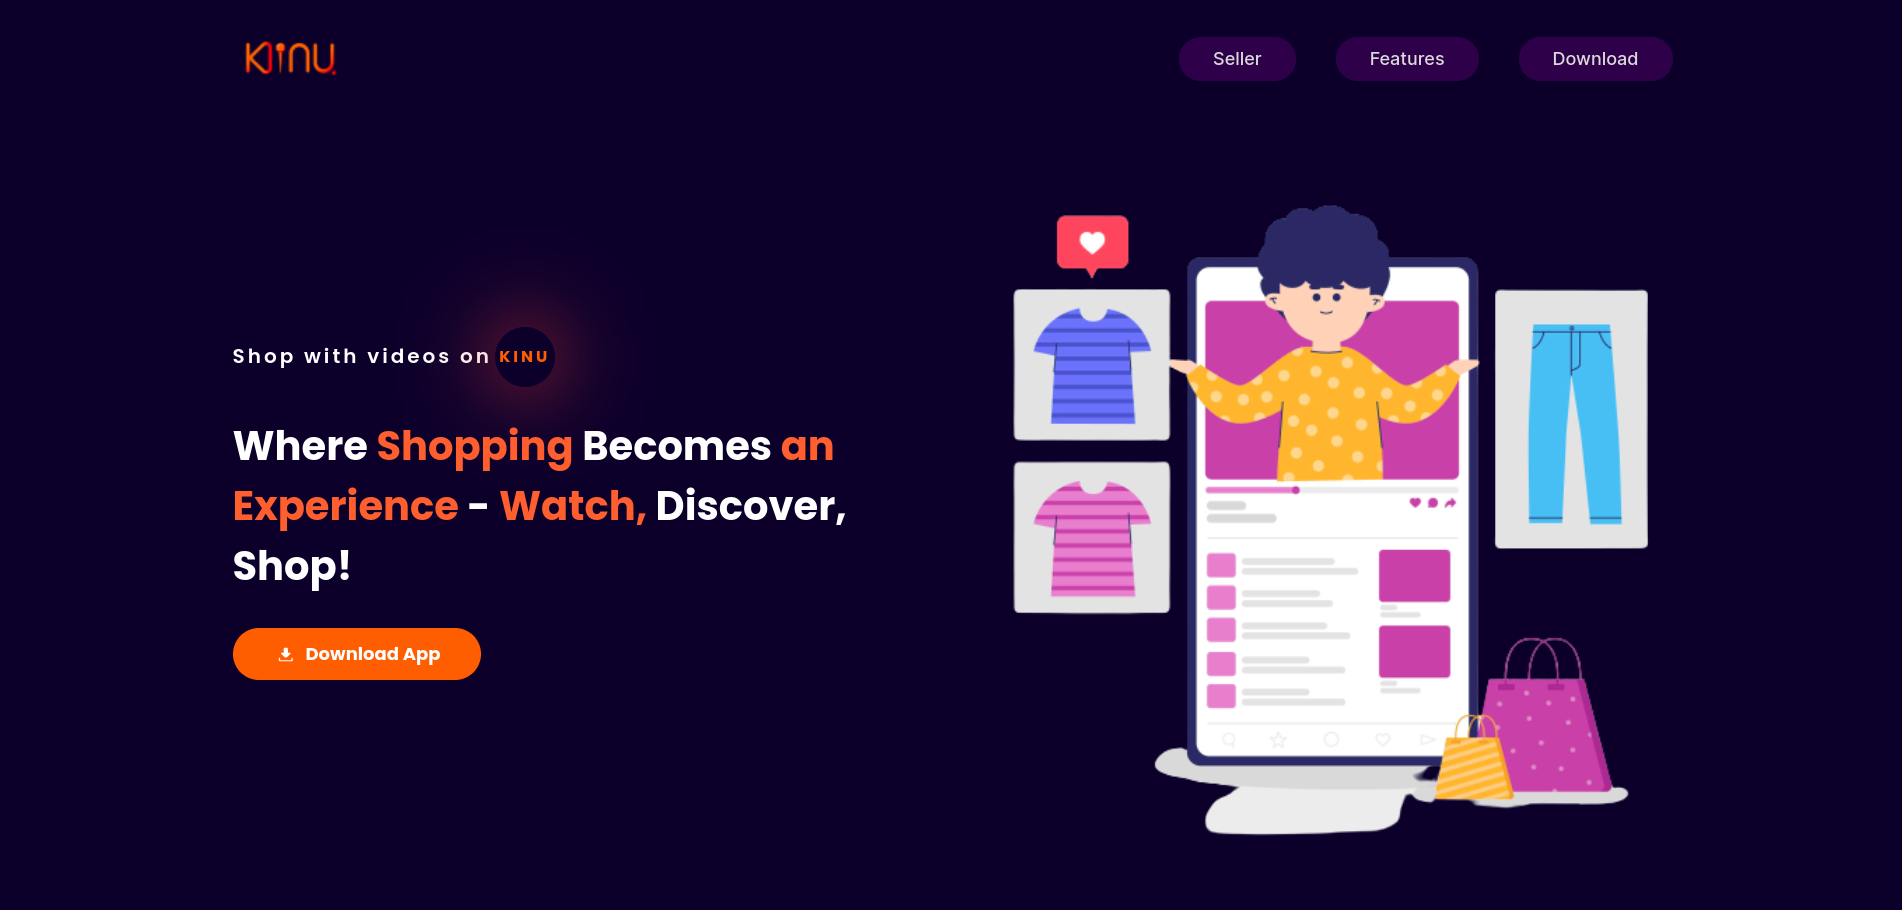 KINU
Seller
Features
Download
Shop with videos on KINU
Where Shopping Becomes an
Experience - Watch, Discover,
Shop!
Download App